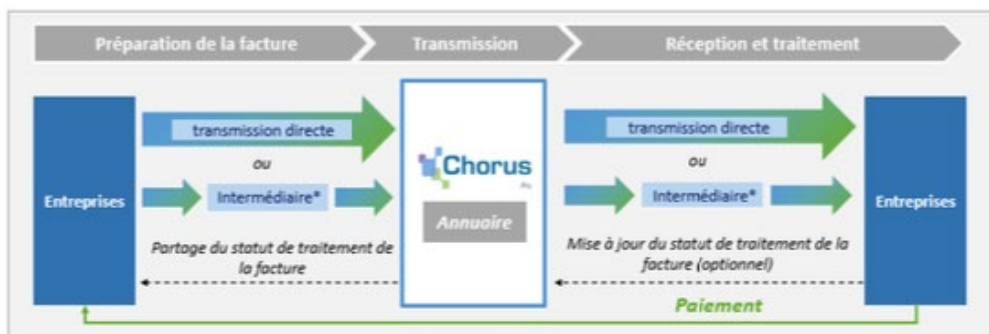 Préparation de la facture
Transmission
Réception et traitement
transmission directe
ou
Intermédiaire*
Entreprises
Partage du statut de traitement de
la facture
Chorus
Pro
Annuaire
transmission directe
ou
Intermédiaire*
Entreprises
Mise à jour du statut de traitement de la
facture (optionnel)
Paiement